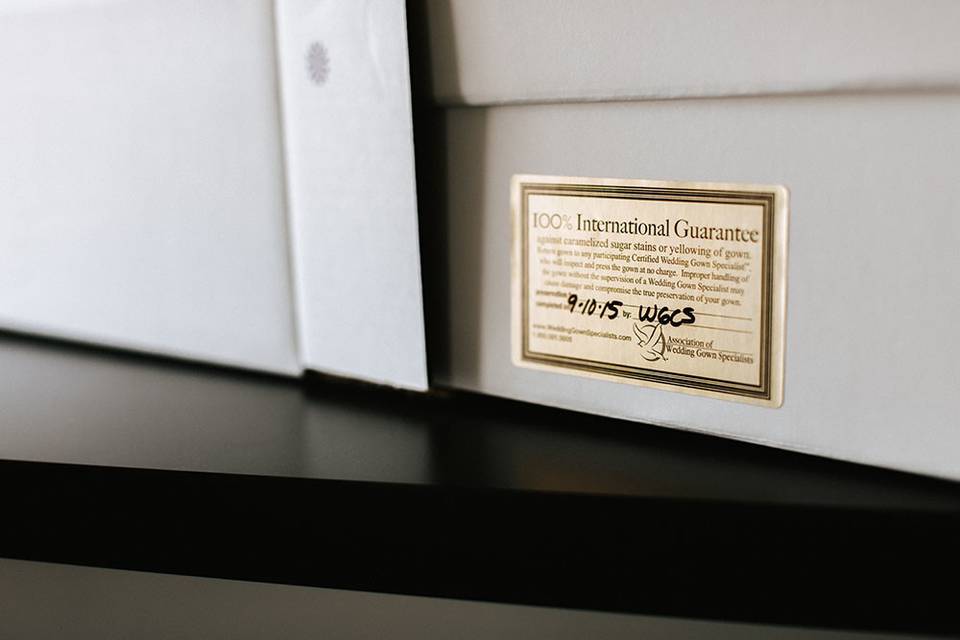 100% International Guarantee
against caramelized sugar stains or yellowing of gown.
Return gown to any participating Certified Wedding Gown Specialist™,
who will inspect and press the gown at no charge. Improper handling of
the gown without the supervision of a Wedding Gown Specialist may
cause damage and compromise the true preservation of your gown.
preservation
completed on 9·10·15 by: WGCS
www.WeddingGownSpecialists.com
Association of
Wedding Gown Specialists